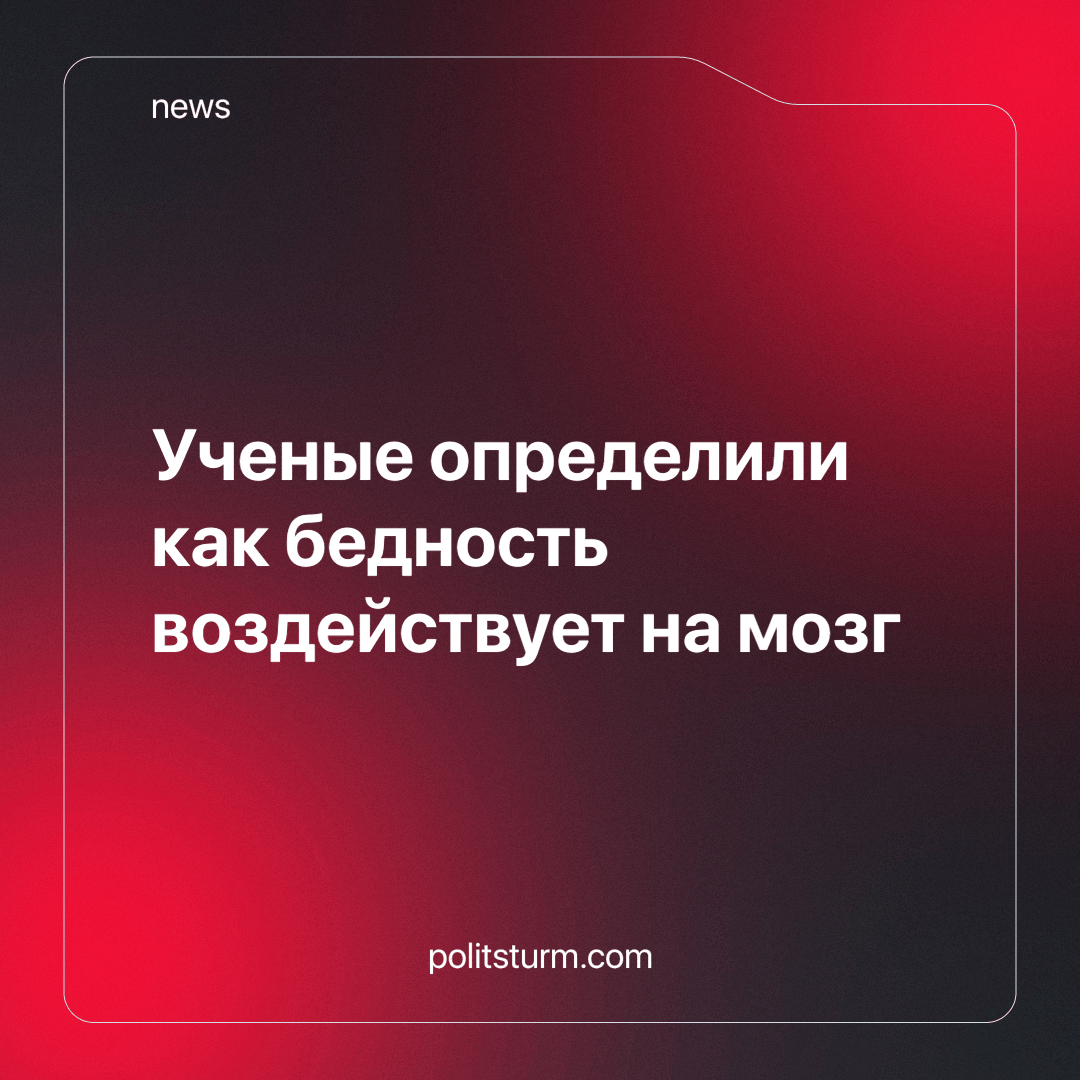 news
Ученые определили
как бедность
воздействует на мозг
politsturm.com